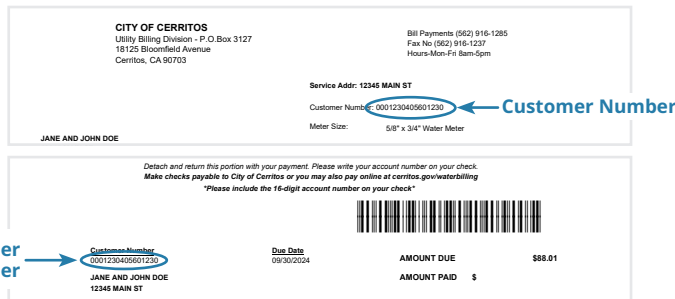 CITY OF CERRITOS
Utility Billing Division - P.O.Box 3127
18125 Bloomfield Avenue
Cerritos, CA 90703
Bill Payments (562) 916-1285
Fax No (562) 916-1237
Hours-Mon-Fri 8am-5pm
Service Addr: 12345 MAIN ST
Customer Number: 0001230405601230
Customer Number
Meter Size: 5/8" x 3/4" Water Meter
JANE AND JOHN DOE
Detach and return this portion with your payment. Please write your account number on your check.
Make checks payable to City of Cerritos or you may also pay online at cerritos.gov/waterbilling
*Please include the 16-digit account number on your check*
er
er
Customer Number
0001230405601230
JANE AND JOHN DOE
12345 MAIN ST
Due Date
09/30/2024
AMOUNT DUE $88.01
AMOUNT PAID $